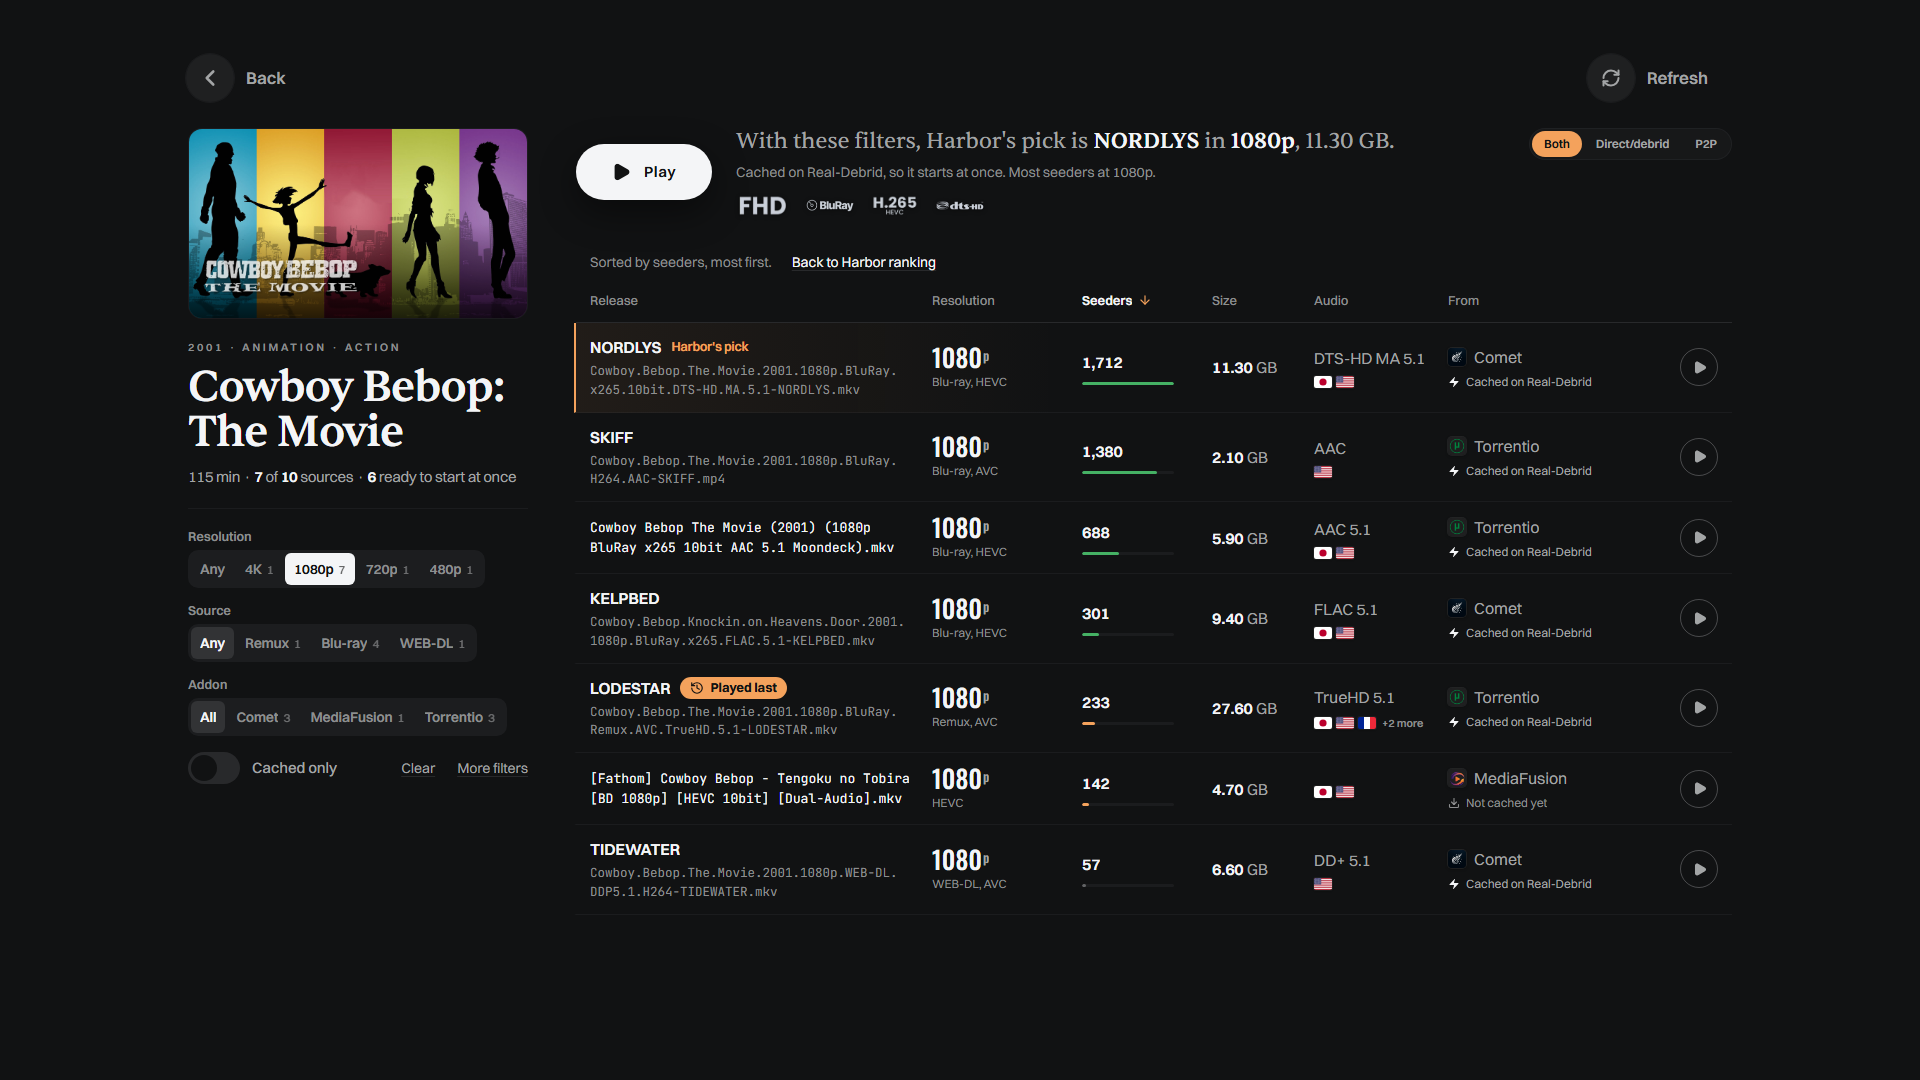 Back
Refresh
COWBOY BEBOP
THE MOVIE
2001 · ANIMATION · ACTION
Cowboy Bebop:
The Movie
115 min · 7 of 10 sources · 6 ready to start at once
Resolution
Any 4K 1 1080p 7 720p 1 480p 1
Source
Any Remux 1 Blu-ray 4 WEB-DL 1
Addon
All Comet 3 MediaFusion 1 Torrentio 3
Cached only Clear More filters
Play
With these filters, Harbor's pick is NORDLYS in 1080p, 11.30 GB.
Cached on Real-Debrid, so it starts at once. Most seeders at 1080p.
FHD BluRay H.265 HEVC dts-HD
Both Direct/debrid P2P
Sorted by seeders, most first. Back to Harbor ranking
Release Resolution Seeders Size Audio From
NORDLYS Harbor's pick
Cowboy.Bebop.The.Movie.2001.1080p.BluRay.
x265.10bit.DTS-HD.MA.5.1-NORDLYS.mkv
1080p
Blu-ray, HEVC
1,712
11.30 GB
DTS-HD MA 5.1
Comet
Cached on Real-Debrid
SKIFF
Cowboy.Bebop.The.Movie.2001.1080p.BluRay.
H264.AAC-SKIFF.mp4
1080p
Blu-ray, AVC
1,380
2.10 GB
AAC
Torrentio
Cached on Real-Debrid
Cowboy Bebop The Movie (2001) (1080p
BluRay x265 10bit AAC 5.1 Moondeck).mkv
1080p
Blu-ray, HEVC
688
5.90 GB
AAC 5.1
Torrentio
Cached on Real-Debrid
KELPBED
Cowboy.Bebop.Knockin.on.Heavens.Door.2001.
1080p.BluRay.x265.FLAC.5.1-KELPBED.mkv
1080p
Blu-ray, HEVC
301
9.40 GB
FLAC 5.1
Comet
Cached on Real-Debrid
LODESTAR Played last
Cowboy.Bebop.The.Movie.2001.1080p.BluRay.
Remux.AVC.TrueHD.5.1-LODESTAR.mkv
1080p
Remux, AVC
233
27.60 GB
TrueHD 5.1
+2 more
Torrentio
Cached on Real-Debrid
[Fathom] Cowboy Bebop - Tengoku no Tobira
[BD 1080p] [HEVC 10bit] [Dual-Audio].mkv
1080p
HEVC
142
4.70 GB
MediaFusion
Not cached yet
TIDEWATER
Cowboy.Bebop.The.Movie.2001.1080p.WEB-DL.
DDP5.1.H264-TIDEWATER.mkv
1080p
WEB-DL, AVC
57
6.60 GB
DD+ 5.1
Comet
Cached on Real-Debrid